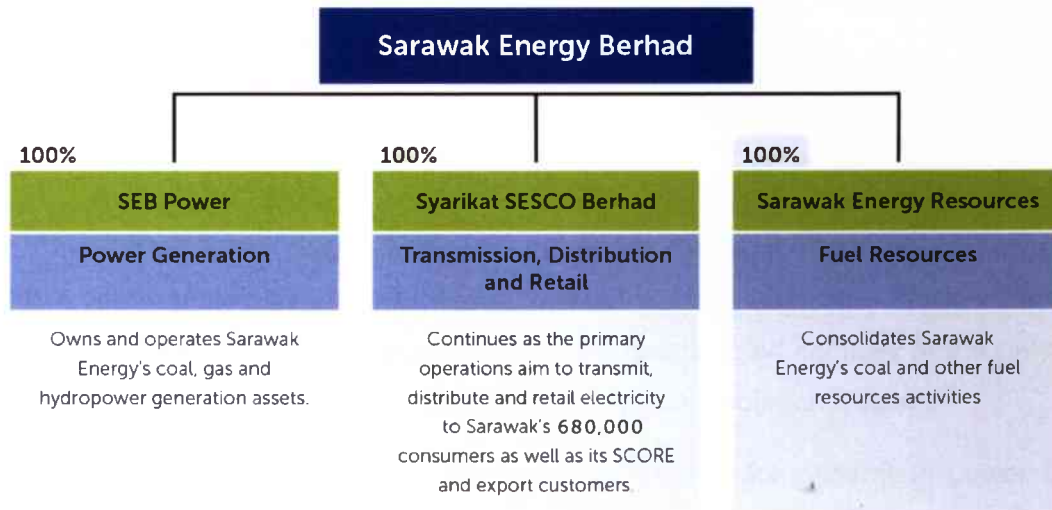 Sarawak Energy Berhad
100%
SEB Power
Power Generation
Owns and operates Sarawak
Energy's coal, gas and
hydropower generation assets.
100%
Syarikat SESCO Berhad
Transmission, Distribution
and Retail
Continues as the primary
operations aim to transmit,
distribute and retail electricity
to Sarawak's 680,000
consumers as well as its SCORE
and export customers.
100%
Sarawak Energy Resources
Fuel Resources
Consolidates Sarawak
Energy's coal and other fuel
resources activities